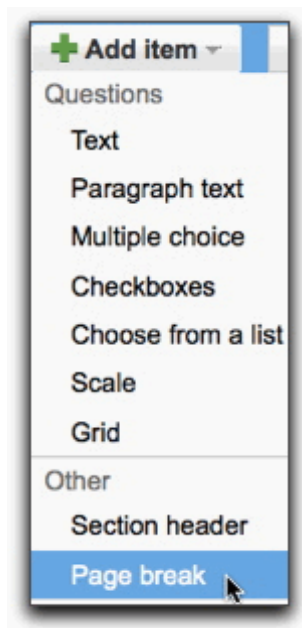 Add item
Questions
Text
Paragraph text
Multiple choice
Checkboxes
Choose from a list
Scale
Grid
Other
Section header
Page break